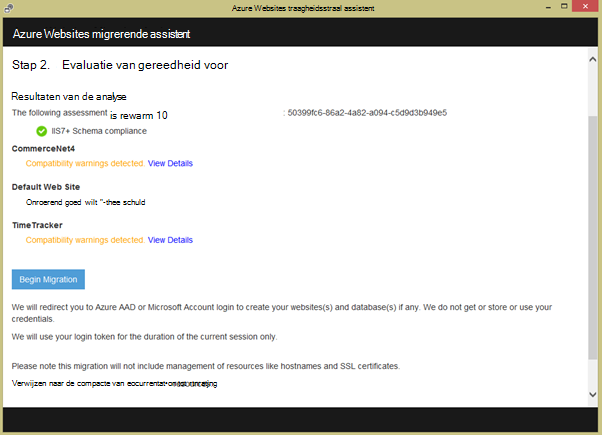 Azure Websites traagheidsstraal assistent
Azure Websites migrerende assistent
Stap 2. Evaluatie van gereedheid voor
Resultaten van de analyse
The following assessment is rewarm 10 : 50399fc6-86a2-4a82-a094-c5d9d3b949e5
IIS7+ Schema compliance
CommerceNet4
Compatibility warnings detected. View Details
Default Web Site
Onroerend goed wilt "-thee schuld
TimeTracker
Compatibility warnings detected. View Details
Begin Migration
We will redirect you to Azure AAD or Microsoft Account login to create your websites(s) and database(s) if any. We do not get or store or use your
credentials.
We will use your login token for the duration of the current session only.
Please note this migration will not include management of resources like hostnames and SSL certificates.
Verwijzen naar de compacte van